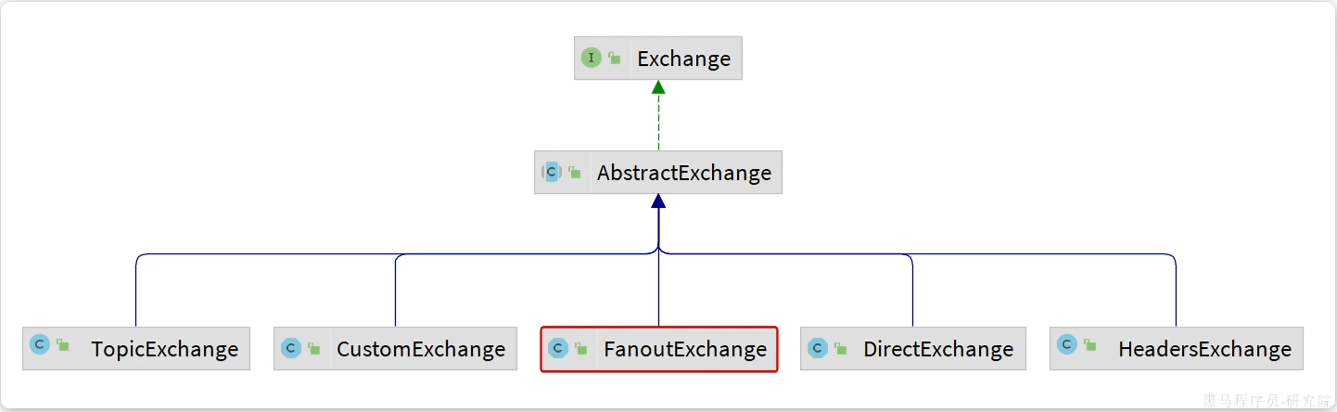 I Exchange
C AbstractExchange
C TopicExchange
C CustomExchange
C FanoutExchange
C DirectExchange
C HeadersExchange
黑马程序员-研究院